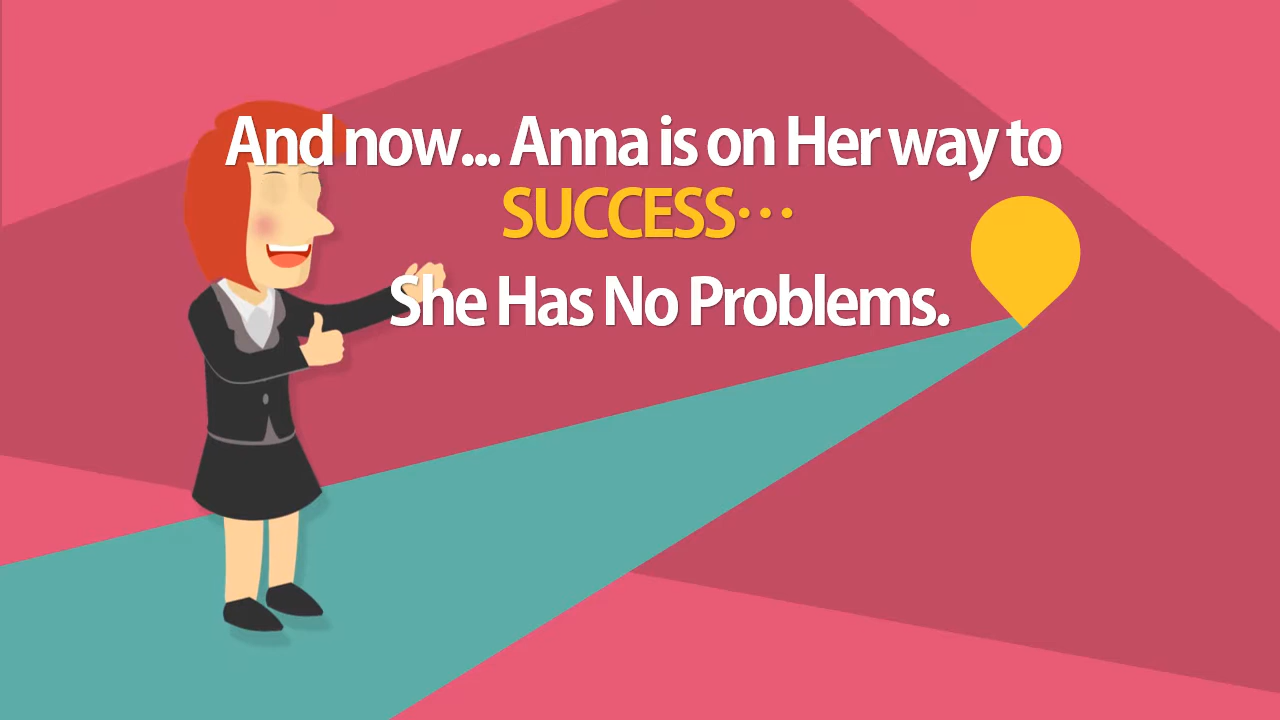 And now... Anna is on Her way to
SUCCESS···
She Has No Problems.